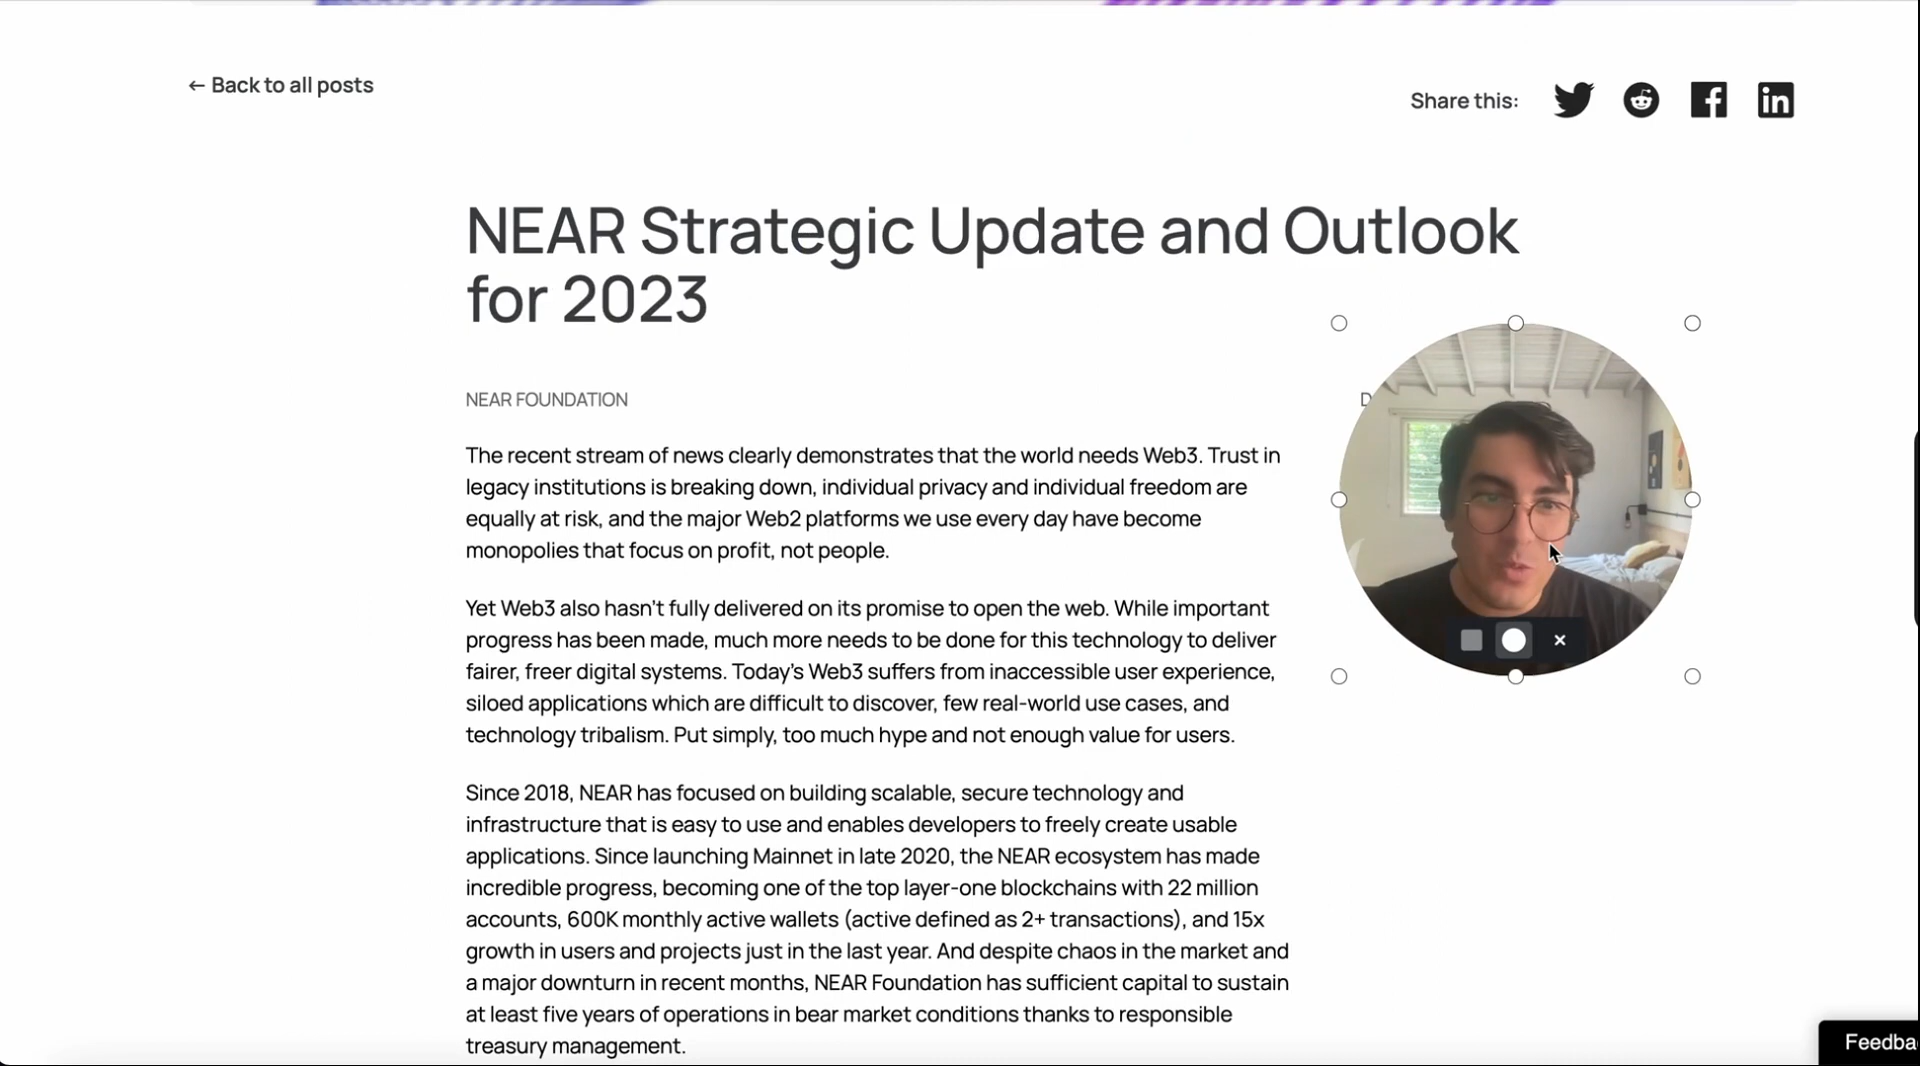 ← Back to all posts
Share this:
NEAR Strategic Update and Outlook
for 2023
NEAR FOUNDATION
The recent stream of news clearly demonstrates that the world needs Web3. Trust in
legacy institutions is breaking down, individual privacy and individual freedom are
equally at risk, and the major Web2 platforms we use every day have become
monopolies that focus on profit, not people.
Yet Web3 also hasn't fully delivered on its promise to open the web. While important
progress has been made, much more needs to be done for this technology to deliver
fairer, freer digital systems. Today's Web3 suffers from inaccessible user experience,
siloed applications which are difficult to discover, few real-world use cases, and
technology tribalism. Put simply, too much hype and not enough value for users.
Since 2018, NEAR has focused on building scalable, secure technology and
infrastructure that is easy to use and enables developers to freely create usable
applications. Since launching Mainnet in late 2020, the NEAR ecosystem has made
incredible progress, becoming one of the top layer-one blockchains with 22 million
accounts, 600K monthly active wallets (active defined as 2+ transactions), and 15x
growth in users and projects just in the last year. And despite chaos in the market and
a major downturn in recent months, NEAR Foundation has sufficient capital to sustain
at least five years of operations in bear market conditions thanks to responsible
treasury management.
Feedba